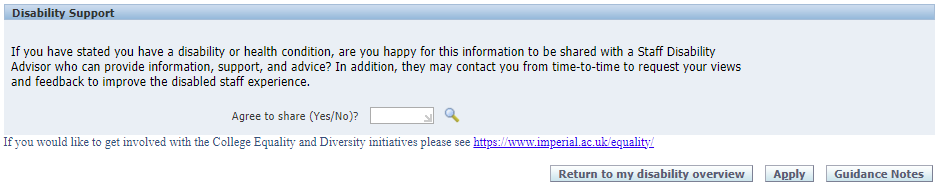 Disability Support
If you have stated you have a disability or health condition, are you happy for this information to be shared with a Staff Disability
Advisor who can provide information, support, and advice? In addition, they may contact you from time-to-time to request your views
and feedback to improve the disabled staff experience.
Agree to share (Yes/No)?
If you would like to get involved with the College Equality and Diversity initiatives please see https://www.imperial.ac.uk/equality/
Return to my disability overview Apply Guidance Notes